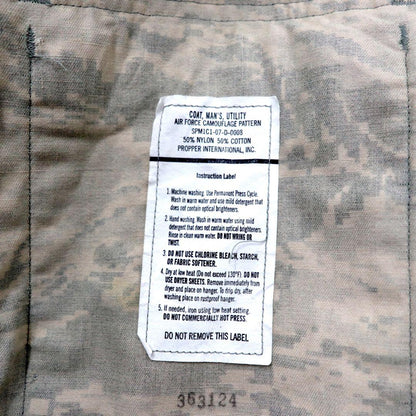 COAT, MAN'S, UTILITY
AIR FORCE CAMOUFLAGE PATTERN
SPM1C1-07-D-0008
50% NYLON 50% COTTON
PROPPER INTERNATIONAL, INC.
Instruction Label
1. Machine washing. Use Permanent Press Cycle.
Wash in warm water and use mild detergent that
does not contain optical brighteners.
2. Hand washing. Wash in warm water using mild
detergent that does not contain optical brighteners.
Rinse in clean warm water. DO NOT WRING OR
TWIST.
3. DO NOT USE CHLORINE BLEACH, STARCH,
OR FABRIC SOFTENER.
4. Dry at low heat (Do not exceed 130°F). DO NOT
USE DRYER SHEETS. Remove immediately from
dryer and place on hanger. To drip dry, after
washing place on rustproof hanger.
5. If needed, iron using low heat setting.
DO NOT COMMERCIALLY HOT PRESS.
DO NOT REMOVE THIS LABEL
363124